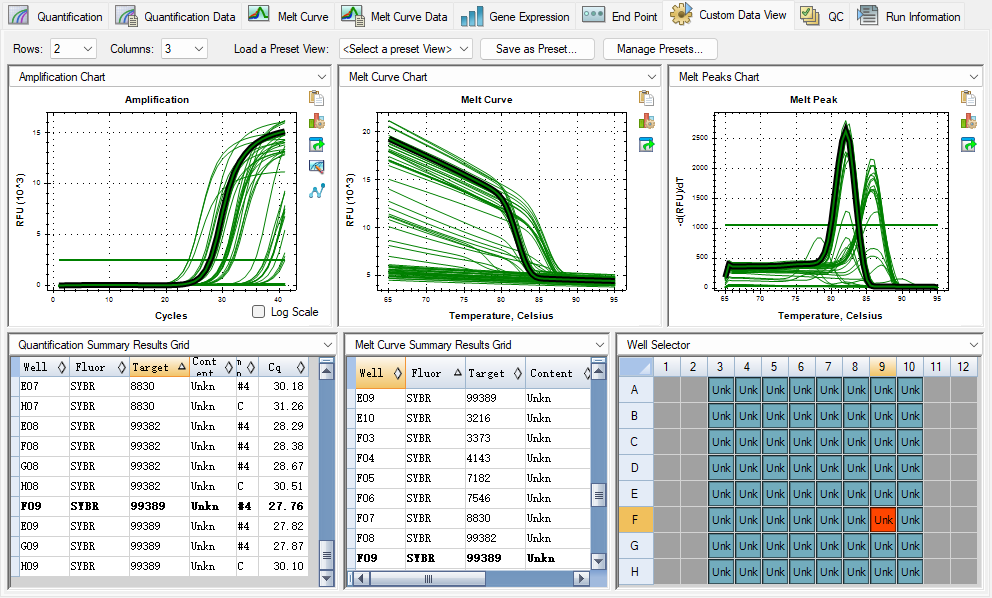 Quantification Quantification Data Melt Curve Melt Curve Data Gene Expression End Point Custom Data View QC Run Infomation
Rows: 2 Columns: 3 Load a Preset View: <Select a preset View> Save as Preset... Manage Presets...
Amplification Chart
Amplification
RFU (10^3)
15
10
5
0
0 10 20 30 40
Cycles
Log Scale
Melt Curve Chart
Melt Curve
RFU (10^3)
20
15
10
5
65 70 75 80 85 90 95
Temperature, Celsius
Melt Peaks Chart
Melt Peak
-d(RFU)/dT
2500
2000
1500
1000
500
0
65 70 75 80 85 90 95
Temperature, Celsius
Quantification Summary Results Grid
Well Fluor Target Cont ent Cq
E07 SYBR 8830 Unkn #4 30.18
H07 SYBR 8830 Unkn C 31.26
E08 SYBR 99382 Unkn #4 28.29
F08 SYBR 99382 Unkn #4 28.38
G08 SYBR 99382 Unkn #4 28.67
H08 SYBR 99382 Unkn C 30.51
F09 SYBR 99389 Unkn #4 27.76
E09 SYBR 99389 Unkn #4 27.82
G09 SYBR 99389 Unkn #4 27.87
H09 SYBR 99389 Unkn C 30.10
Melt Curve Summary Results Grid
Well Fluor Target Content
E09 SYBR 99389 Unkn
E10 SYBR 3216 Unkn
F03 SYBR 3373 Unkn
F04 SYBR 4143 Unkn
F05 SYBR 7182 Unkn
F06 SYBR 7546 Unkn
F07 SYBR 8830 Unkn
F08 SYBR 99382 Unkn
F09 SYBR 99389 Unkn
Well Selector
1 2 3 4 5 6 7 8 9 10 11 12
A Unk Unk Unk Unk Unk Unk Unk Unk
B Unk Unk Unk Unk Unk Unk Unk Unk
C Unk Unk Unk Unk Unk Unk Unk Unk
D Unk Unk Unk Unk Unk Unk Unk Unk
E Unk Unk Unk Unk Unk Unk Unk Unk
F Unk Unk Unk Unk Unk Unk Unk Unk
G Unk Unk Unk Unk Unk Unk Unk Unk
H Unk Unk Unk Unk Unk Unk Unk Unk